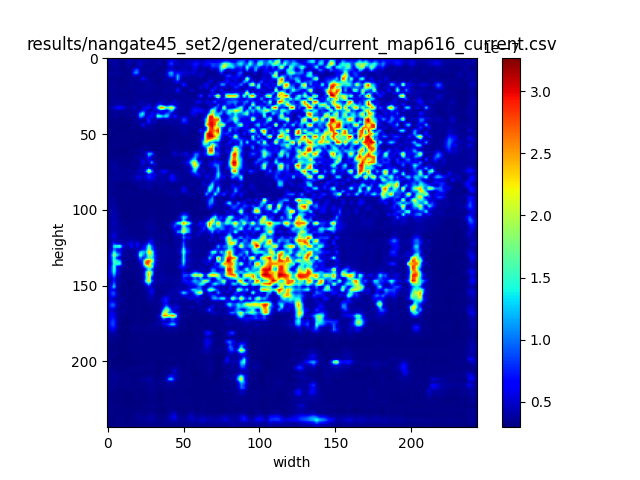 results/nangate45_set2/generated/current_map616_current.csv
1e−7
0
50
100
150
200
height
0 50 100 150 200
width
3.0
2.5
2.0
1.5
1.0
0.5